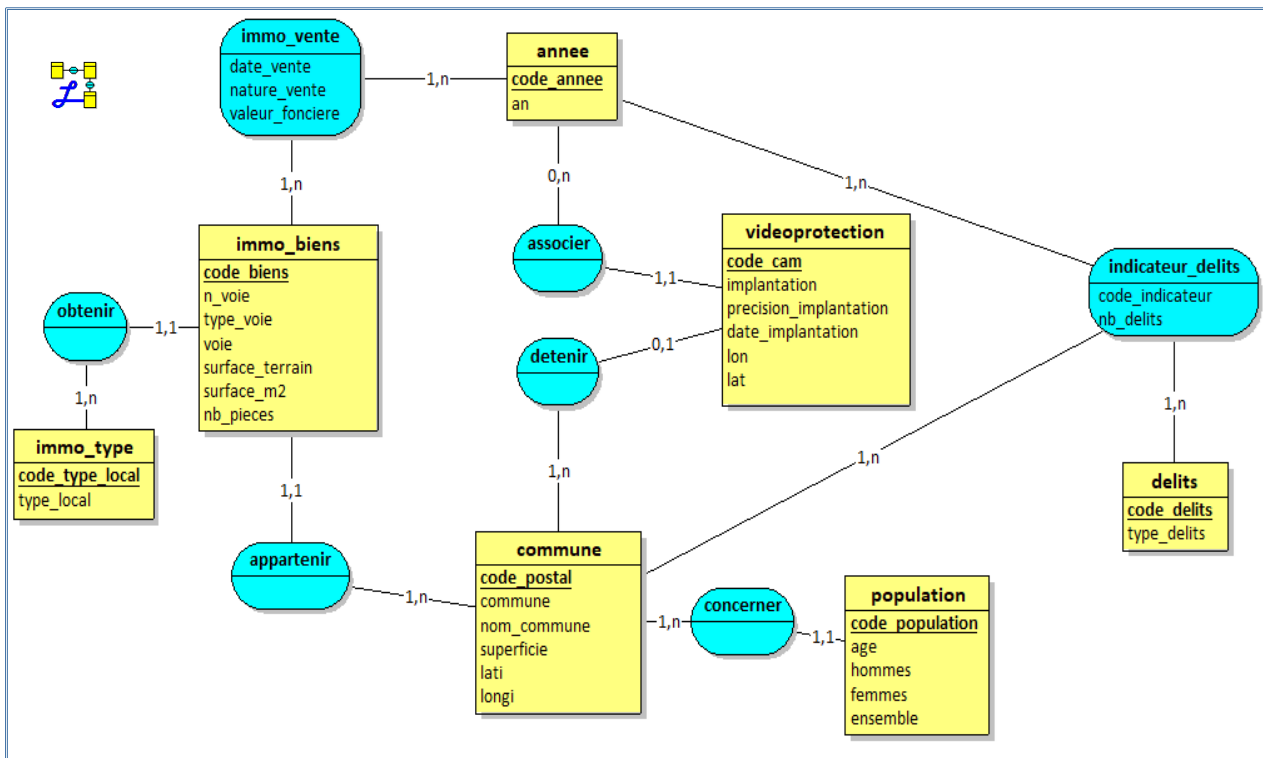 immo_vente
date_vente
nature_vente
valeur_fonciere
1,n
annee
code_annee
an
1,n
0,n
1,n
immo_biens
code_biens
n_voie
type_voie
voie
surface_terrain
surface_m2
nb_pieces
associer
1,1
videoprotection
code_cam
implantation
precision_implantation
date_implantation
lon
lat
indicateur_delits
code_indicateur
nb_delits
obtenir
1,1
detenir
0,1
1,n
immo_type
code_type_local
type_local
1,1
1,n
1,n
1,n
delits
code_delits
type_delits
appartenir
1,n
commune
code_postal
commune
nom_commune
superficie
lati
longi
1,n
concerner
1,1
population
code_population
age
hommes
femmes
ensemble